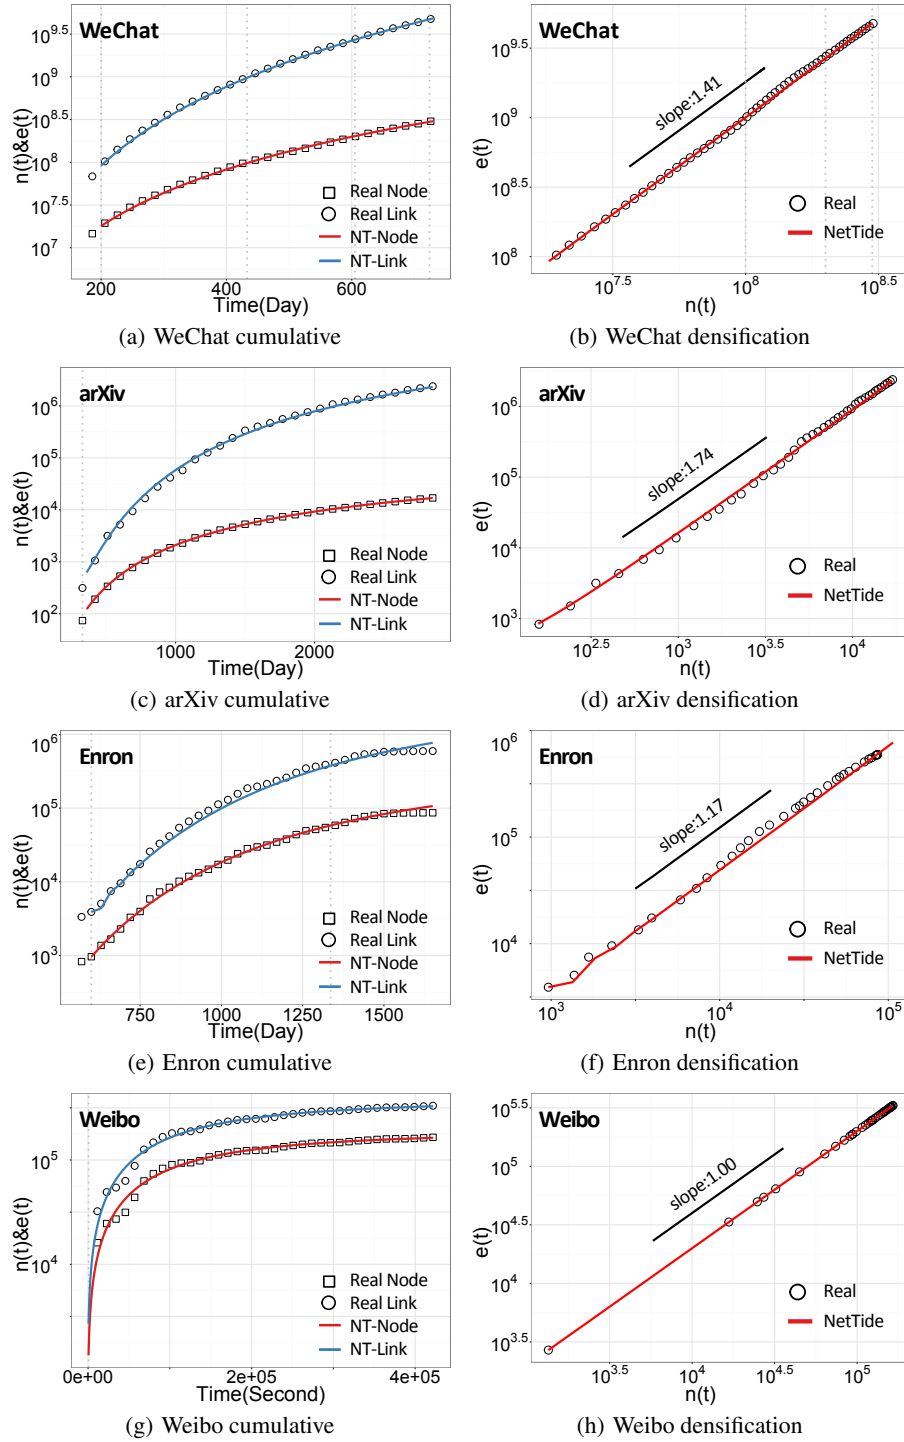 WeChat
n(t)&e(t)
10^9.5
10^9
10^8.5
10^8
10^7.5
10^7
Real Node
Real Link
NT-Node
NT-Link
200
400
600
Time(Day)
(a) WeChat cumulative
WeChat
e(t)
10^9.5
10^9
10^8.5
10^8
slope:1.41
Real
NetTide
10^7.5
10^8
10^8.5
n(t)
(b) WeChat densification
arXiv
n(t)&e(t)
10^6
10^5
10^4
10^3
10^2
Real Node
Real Link
NT-Node
NT-Link
1000
2000
Time(Day)
(c) arXiv cumulative
arXiv
e(t)
10^6
10^5
10^4
10^3
slope:1.74
Real
NetTide
10^2.5
10^3
10^3.5
10^4
n(t)
(d) arXiv densification
Enron
n(t)&e(t)
10^6
10^5
10^4
10^3
Real Node
Real Link
NT-Node
NT-Link
750
1000
1250
1500
Time(Day)
(e) Enron cumulative
Enron
e(t)
10^6
10^5
10^4
slope:1.17
Real
NetTide
10^3
10^4
10^5
n(t)
(f) Enron densification
Weibo
n(t)&e(t)
10^5
10^4
Real Node
Real Link
NT-Node
NT-Link
0e+00
2e+05
4e+05
Time(Second)
(g) Weibo cumulative
Weibo
e(t)
10^5.5
10^5
10^4.5
10^4
10^3.5
slope:1.00
Real
NetTide
10^3.5
10^4
10^4.5
10^5
n(t)
(h) Weibo densification